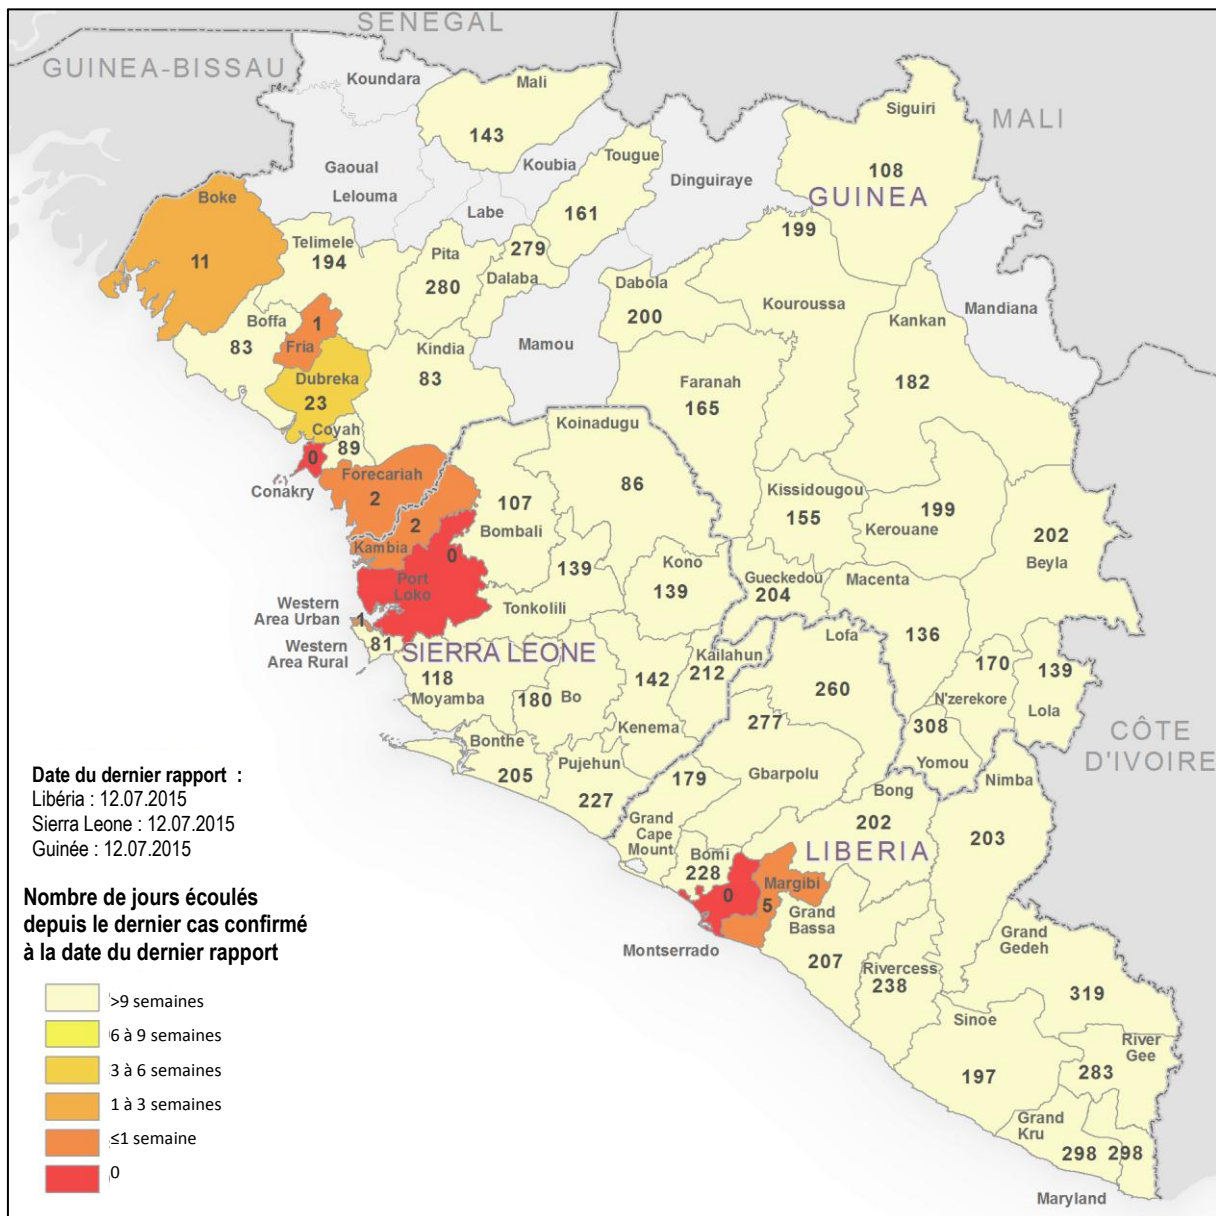 SENEGAL
GUINEA-BISSAU
Koundara
Mali
143
Siguiri
108
MALI
Gaoual
Lelouma
Koubia
Tougue
161
Dinguiraye
GUINEA
Labe
Boke
11
Telimele
194
Pita
280
279
Dalaba
199
Kouroussa
Dabola
200
Mandiana
Kankan
182
Boffa
83
1
Fria
Mamou
Kindia
83
Dubreka
23
Faranah
165
Coyah
89
0
Conakry
Koinadugu
86
Forecariah
2
2
Kambia
107
Bombali
Kissidougou
155
199
Kerouane
202
Beyla
0
Port
Loko
139
Kono
139
Gueckedou
204
Macenta
136
Tonkolili
Western
Area Urban
1
Western
Area Rural
81
SIERRA LEONE
118
Moyamba
180
Bo
142
Kenema
Kailahun
212
Lofa
260
170
N'zerekore
139
Lola
277
Gbarpolu
308
Yomou
CÔTE
D'IVOIRE
Bonthe
205
Pujehun
227
179
Grand
Cape
Mount
Bong
202
Nimba
203
Bomi
228
LIBERIA
0
Margibi
5
Montserrado
Grand
Bassa
207
Rivercess
238
Grand
Gedeh
319
Sinoe
197
River
Gee
283
Grand
Kru
298
298
Maryland
Date du dernier rapport :
Libéria : 12.07.2015
Sierra Leone : 12.07.2015
Guinée : 12.07.2015
Nombre de jours écoulés
depuis le dernier cas confirmé
à la date du dernier rapport
>9 semaines
6 à 9 semaines
3 à 6 semaines
1 à 3 semaines
≤1 semaine
0